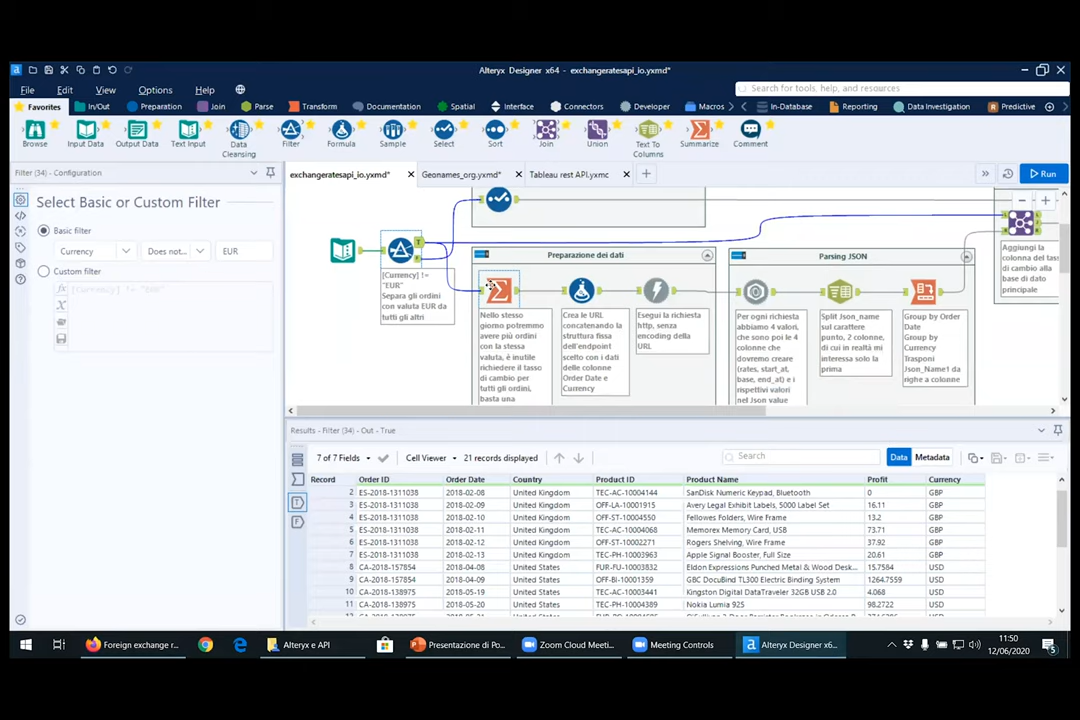 Alteryx Designer x64 - exchangeratesapi_io.yxmd*
File Edit View Options Help
Search for tools, help, and resources
Favorites In/Out Preparation Join Parse Transform Documentation Spatial Interface Connectors Developer Macros In-Database Reporting Data Investigation Predictive
Browse Input Data Output Data Text Input Data Cleansing Filter Formula Sample Select Sort Join Union Text To Columns Summarize Comment
Filter (34) - Configuration
exchangeratesapi_io.yxmd* Geonames_org.yxmd* Tableau rest API.yxmc
Run
Select Basic or Custom Filter
Basic filter
Currency Does not... EUR
Custom filter
[Currency] != "EUR"
[Currency] !=
"EUR"
Separa gli ordini
con valuta EUR da
tutti gli altri
Preparazione dei dati
Nello stesso
giorno potremmo
avere più ordini
con la stessa
valuta, è inutile
richiedere il tasso
di cambio per
tutti gli ordini,
basta una
Crea le URL
concatenando la
struttura fissa
dell'endpoint
scelto con i dati
delle colonne
Order Date e
Currency
Esegui la richiesta
http, senza
encoding della
URL
Parsing JSON
Per ogni richiesta
abbiamo 4 valori,
che sono poi le 4
colonne che
dovremo creare
(rates, start_at,
base, end_at) e i
rispettivi valori
nel Json value
Split Json_name
sul carattere
punto, 2 colonne,
di cui in realtà mi
interessa solo la
prima
Group by Order
Date
Group by
Currency
Trasponi
Json_Name1 da
righe a colonne
Aggiungi la
colonna del tass
di cambio alla
base di dato
principale
Results - Filter (34) - Out - True
7 of 7 Fields Cell Viewer 21 records displayed Search Data Metadata
Record Order ID Order Date Country Product ID Product Name Profit Currency
2 ES-2018-1311038 2018-02-08 United Kingdom TEC-AC-10004144 SanDisk Numeric Keypad, Bluetooth 0 GBP
3 ES-2018-1311038 2018-02-09 United Kingdom OFF-LA-10001915 Avery Legal Exhibit Labels, 5000 Label Set 16.11 GBP
4 ES-2018-1311038 2018-02-10 United Kingdom OFF-ST-10004550 Fellowes Folders, Wire Frame 13.2 GBP
5 ES-2018-1311038 2018-02-11 United Kingdom TEC-AC-10004068 Memorex Memory Card, USB 73.71 GBP
6 ES-2018-1311038 2018-02-12 United Kingdom OFF-ST-10002271 Rogers Shelving, Wire Frame 37.92 GBP
7 ES-2018-1311038 2018-02-13 United Kingdom TEC-PH-10003963 Apple Signal Booster, Full Size 20.61 GBP
8 CA-2018-157854 2018-04-08 United States FUR-FU-10003832 Eldon Expressions Punched Metal & Wood Desk... 15.7584 USD
9 CA-2018-157854 2018-04-09 United States OFF-BI-10001359 GBC DocuBind TL300 Electric Binding System 1264.7559 USD
10 CA-2018-138975 2018-05-19 United States TEC-AC-10003441 Kingston Digital DataTraveler 32GB USB 2.0 4.068 USD
11 CA-2018-138975 2018-05-20 United States TEC-PH-10004389 Nokia Lumia 925 98.2722 USD
Foreign exchange r... Alteryx e API Presentazione di Po... Zoom Cloud Meeti... Meeting Controls Alteryx Designer x6...
11:50
12/06/2020
5